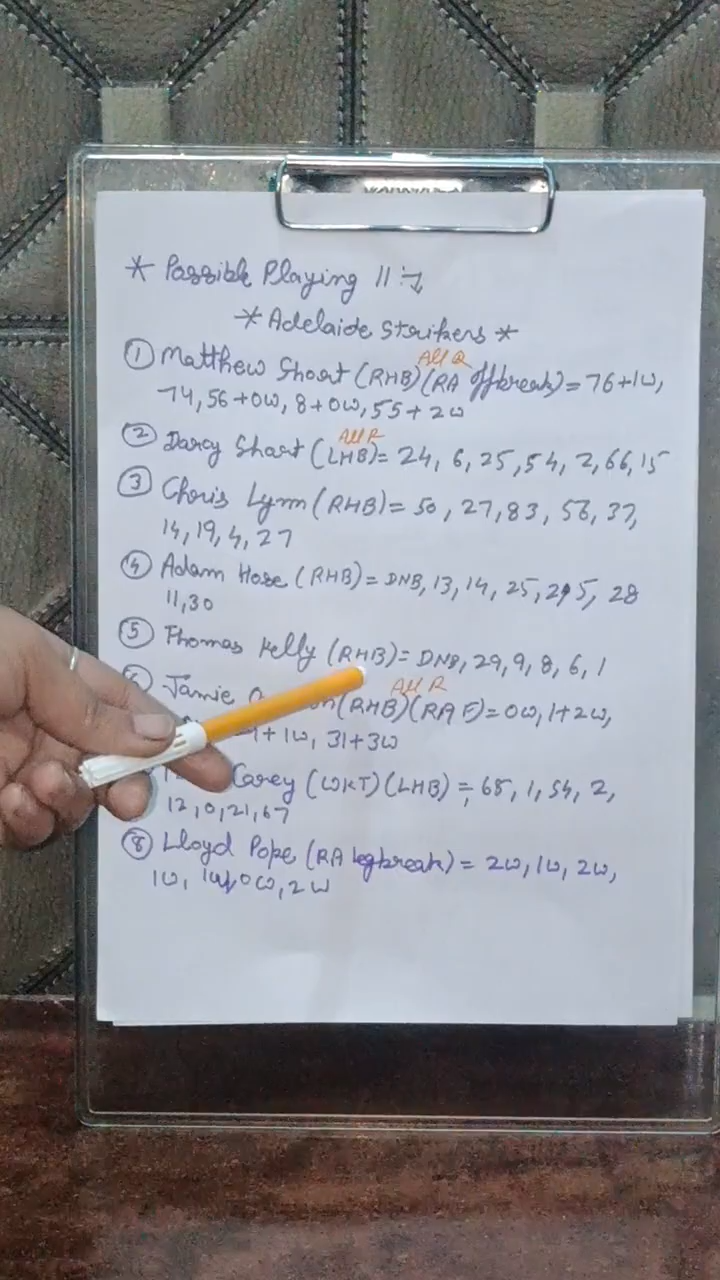 * Possible Playing 11 :-
* Adelaide Strikers *
All R
① Matthew Short (RHB) (RA offbreak) = 76+1W,
74, 56+0W, 8+0W, 55+2W
All R
② Darcy Short (LHB) = 24, 6, 25, 54, 2, 66, 15
③ Chris Lynn (RHB) = 50, 27, 83, 56, 37,
14, 19, 4, 27
④ Adam Hose (RHB) = DNB, 13, 14, 25, 5, 28
11, 30
⑤ Thomas Kelly (RHB) = DNB, 29, 9, 8, 6, 1
All R
Jamie (RHB) (RAF) = 0W, 1+2W,
+1W, 31+3W
Carey (WKT) (LHB) = 65, 1, 54, 2,
12, 0, 21, 67
⑧ Lloyd Pope (RA legbreak) = 2W, 1W, 2W,
1W, 0W, 2W